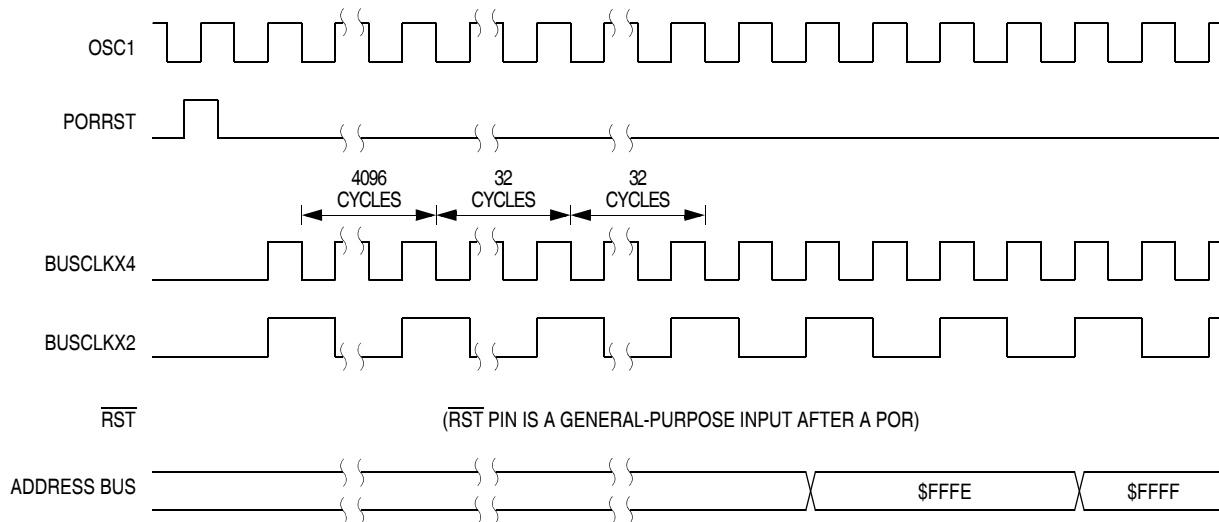 OSC1
PORRST
4096
CYCLES
32
CYCLES
32
CYCLES
BUSCLKX4
BUSCLKX2
RST
(RST PIN IS A GENERAL-PURPOSE INPUT AFTER A POR)
ADDRESS BUS
$FFFE
$FFFF